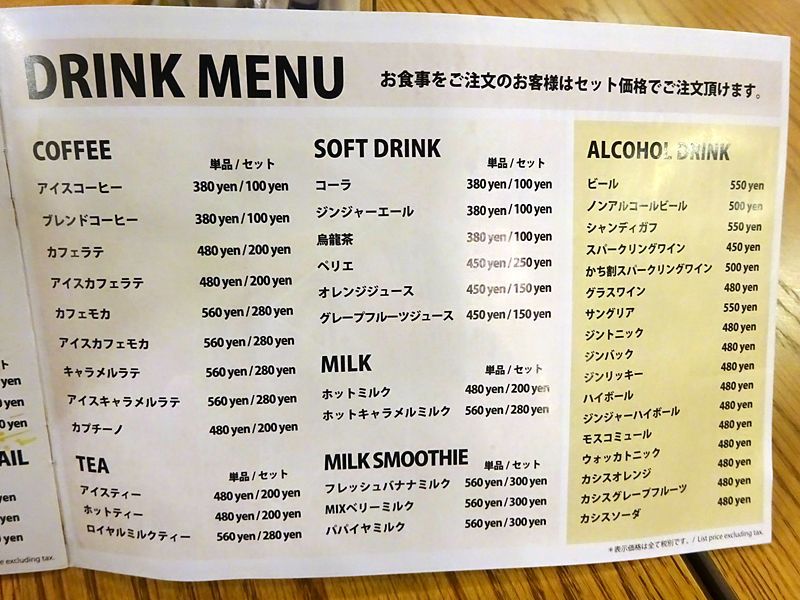 DRINK MENU
お食事をご注文のお客様はセット価格でご注文頂けます。
COFFEE
単品 / セット
アイスコーヒー 380 yen / 100 yen
ブレンドコーヒー 380 yen / 100 yen
カフェラテ 480 yen / 200 yen
アイスカフェラテ 480 yen / 200 yen
カフェモカ 560 yen / 280 yen
アイスカフェモカ 560 yen / 280 yen
キャラメルラテ 560 yen / 280 yen
アイスキャラメルラテ 560 yen / 280 yen
カプチーノ 480 yen / 200 yen
TEA
単品 / セット
アイスティー 480 yen / 200 yen
ホットティー 480 yen / 200 yen
ロイヤルミルクティー 560 yen / 280 yen
SOFT DRINK
単品 / セット
コーラ 380 yen / 100 yen
ジンジャーエール 380 yen / 100 yen
烏龍茶 380 yen / 100 yen
ペリエ 450 yen / 250 yen
オレンジジュース 450 yen / 150 yen
グレープフルーツジュース 450 yen / 150 yen
MILK
単品 / セット
ホットミルク 480 yen / 200 yen
ホットキャラメルミルク 560 yen / 280 yen
MILK SMOOTHIE
単品 / セット
フレッシュバナナミルク 560 yen / 300 yen
MIXベリーミルク 560 yen / 300 yen
パパイヤミルク 560 yen / 300 yen
ALCOHOL DRINK
ビール 550 yen
ノンアルコールビール 500 yen
シャンディガフ 550 yen
スパークリングワイン 450 yen
かち割スパークリングワイン 500 yen
グラスワイン 480 yen
サングリア 550 yen
ジントニック 480 yen
ジンバック 480 yen
ジンリッキー 480 yen
ハイボール 480 yen
ジンジャーハイボール 480 yen
モスコミュール 480 yen
ウォッカトニック 480 yen
カシスオレンジ 480 yen
カシスグレープフルーツ 480 yen
カシスソーダ 480 yen
＊表示価格は全て税別です。/ List price excluding tax.
ト
yen
yen
yen
AIL
yen
yen
yen
excluding tax.